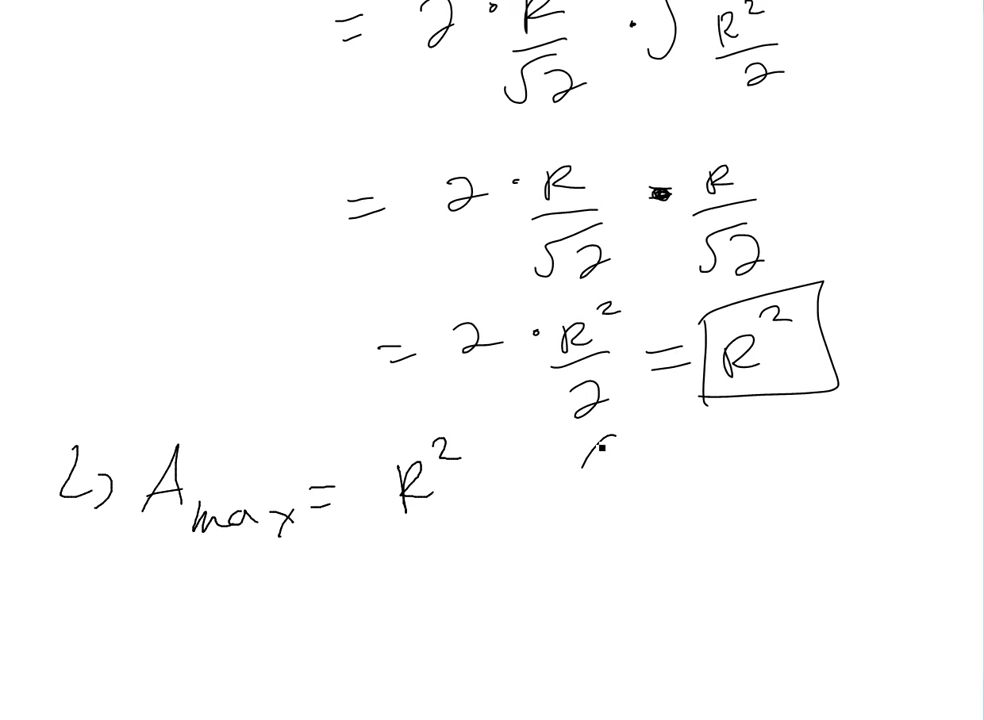 = 2 · R/√2 · √ R²/2
= 2 · R/√2 · R/√2
= 2 · R²/2 = R²
↳ A_max = R²